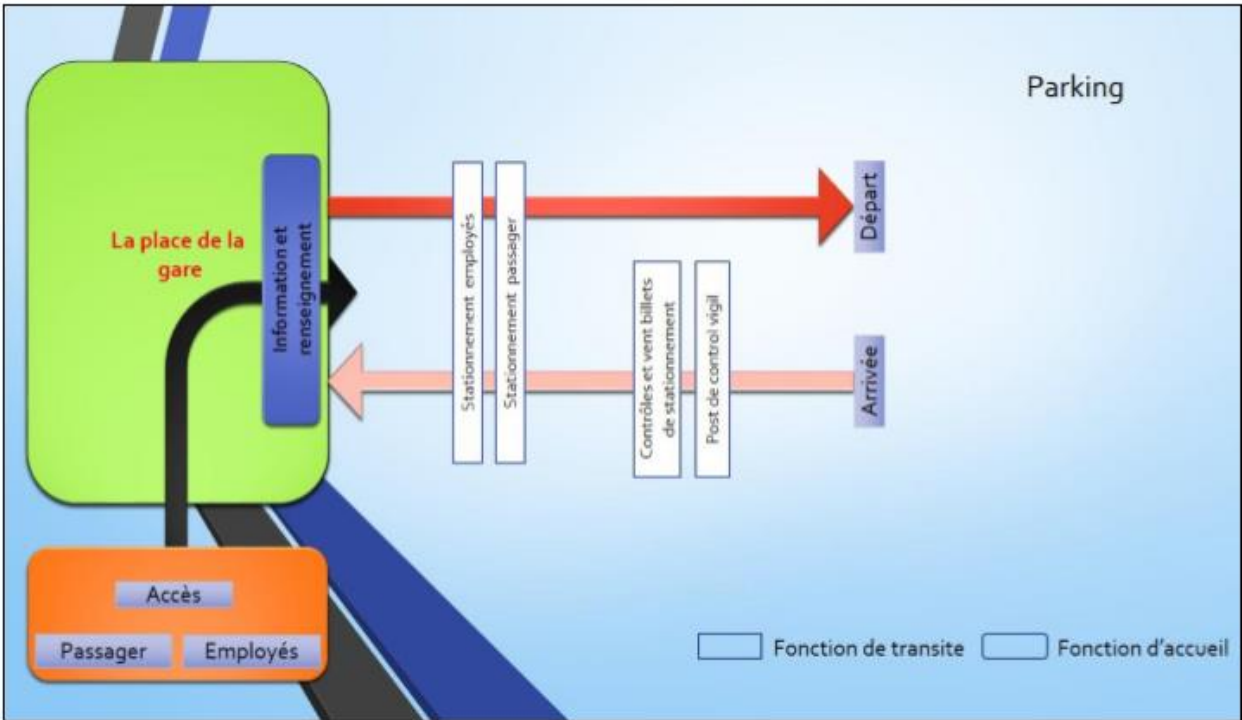 Parking
La place de la
gare
Information et
renseignement
Stationnement employés
Stationnement passager
Contrôles et vent billets
de stationnement
Post de control vigil
Départ
Arrivée
Accès
Passager
Employés
Fonction de transite
Fonction d'accueil